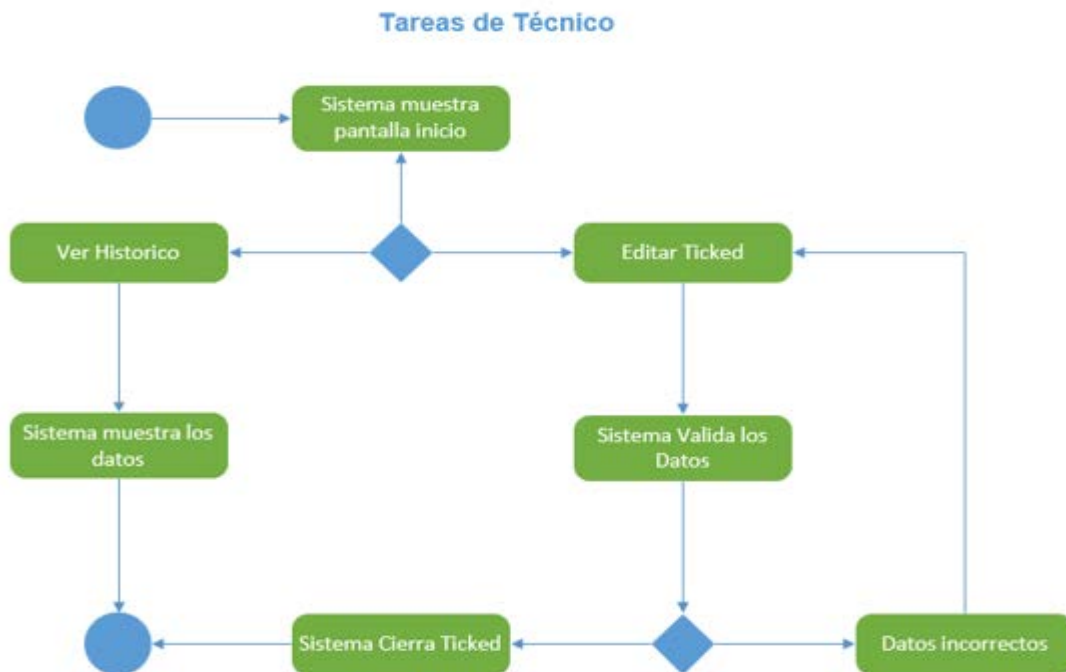 Tareas de Técnico
Sistema muestra
pantalla inicio
Ver Historico
Editar Ticked
Sistema muestra los
datos
Sistema Valida los
Datos
Sistema Cierra Ticked
Datos incorrectos